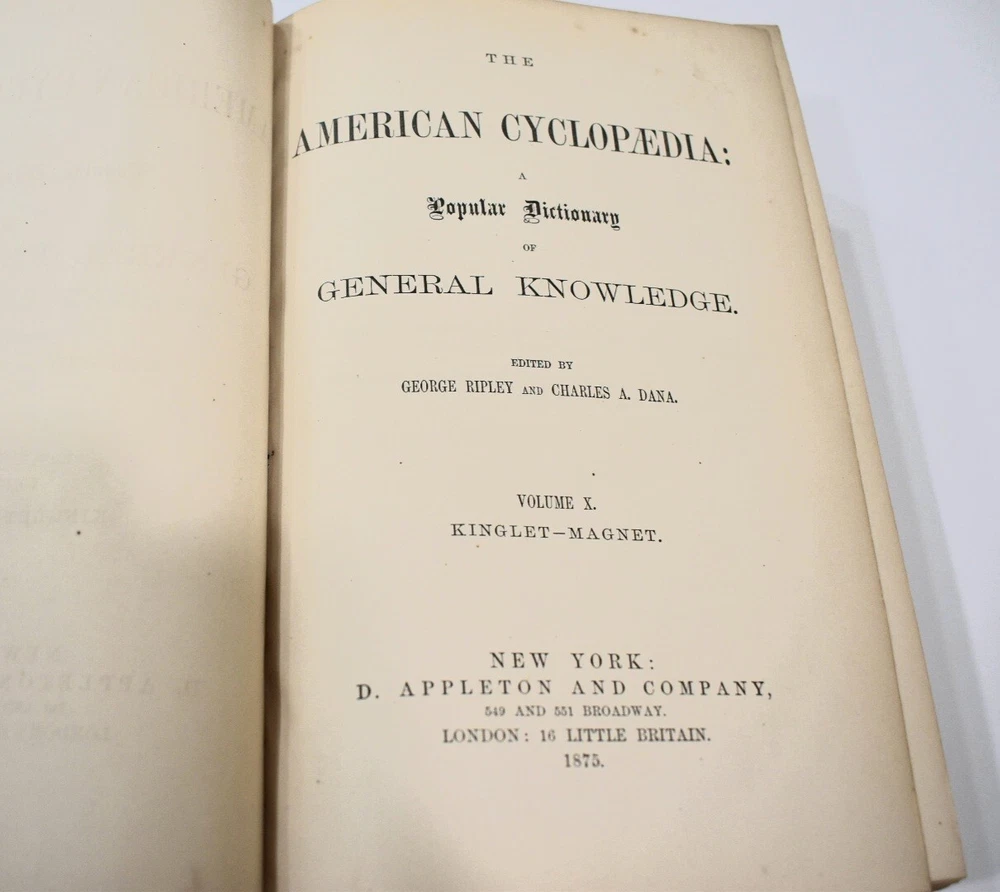 THE
AMERICAN CYCLOPÆDIA:
A
Popular Dictionary
OF
GENERAL KNOWLEDGE.
EDITED BY
GEORGE RIPLEY AND CHARLES A. DANA.
VOLUME X.
KINGLET–MAGNET.
NEW YORK:
D. APPLETON AND COMPANY,
549 AND 551 BROADWAY.
LONDON: 16 LITTLE BRITAIN.
1875.